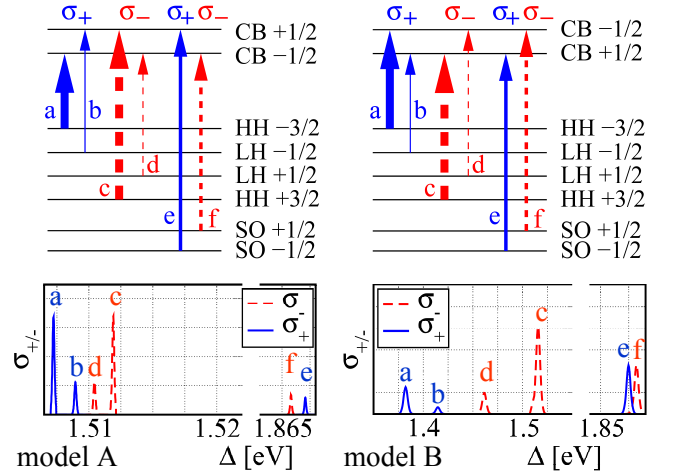 σ+ σ− σ+ σ−
CB +1/2
CB −1/2
a
b
HH −3/2
LH −1/2
d
LH +1/2
c
HH +3/2
e
f
SO +1/2
SO −1/2
σ+ σ− σ+ σ−
CB −1/2
CB +1/2
a
b
HH −3/2
LH −1/2
d
LH +1/2
c
HH +3/2
e
f
SO +1/2
SO −1/2
a
c
b
d
f
e
σ-
σ+
σ+/-
1.51
1.52
1.865
model A
Δ [eV]
σ-
σ+
c
a
b
d
e
f
σ+/-
1.4
1.5
1.85
model B
Δ [eV]